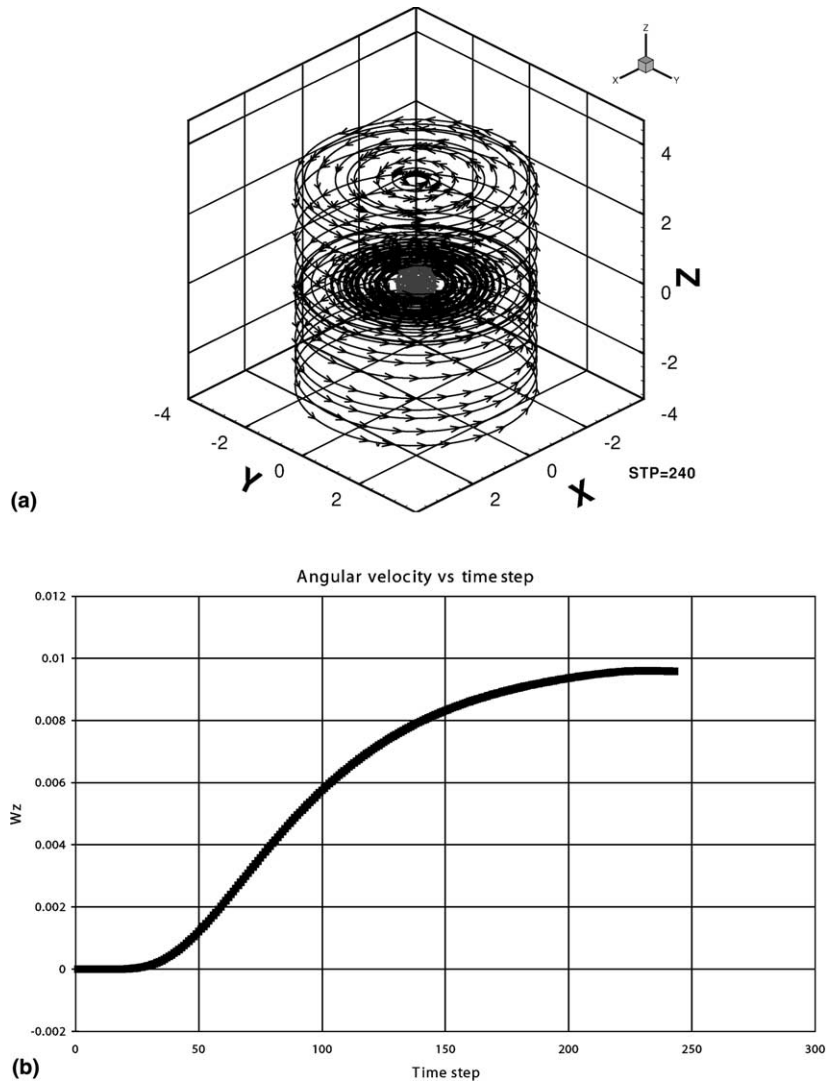 Z
X
Y
4
2
0
Z
-2
-4
-4
-2
0
2
Y
-2
0
2
X
STP=240
(a)
Angular velocity vs time step
0.012
0.01
0.008
0.006
0.004
0.002
0
-0.002
Wz
0
50
100
150
200
250
300
Time step
(b)